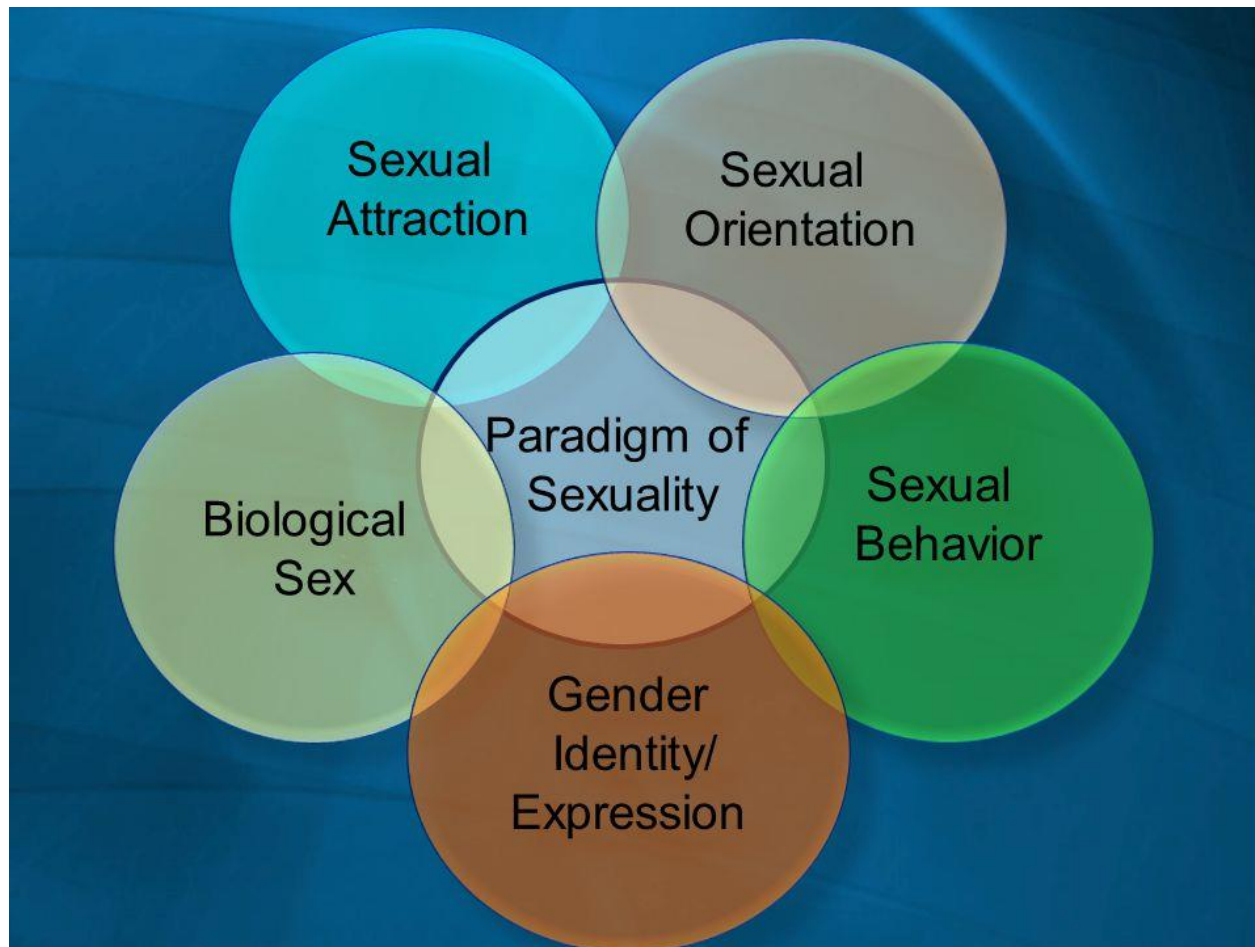 Sexual
Attraction
Sexual
Orientation
Paradigm of
Sexuality
Biological
Sex
Sexual
Behavior
Gender
Identity/
Expression